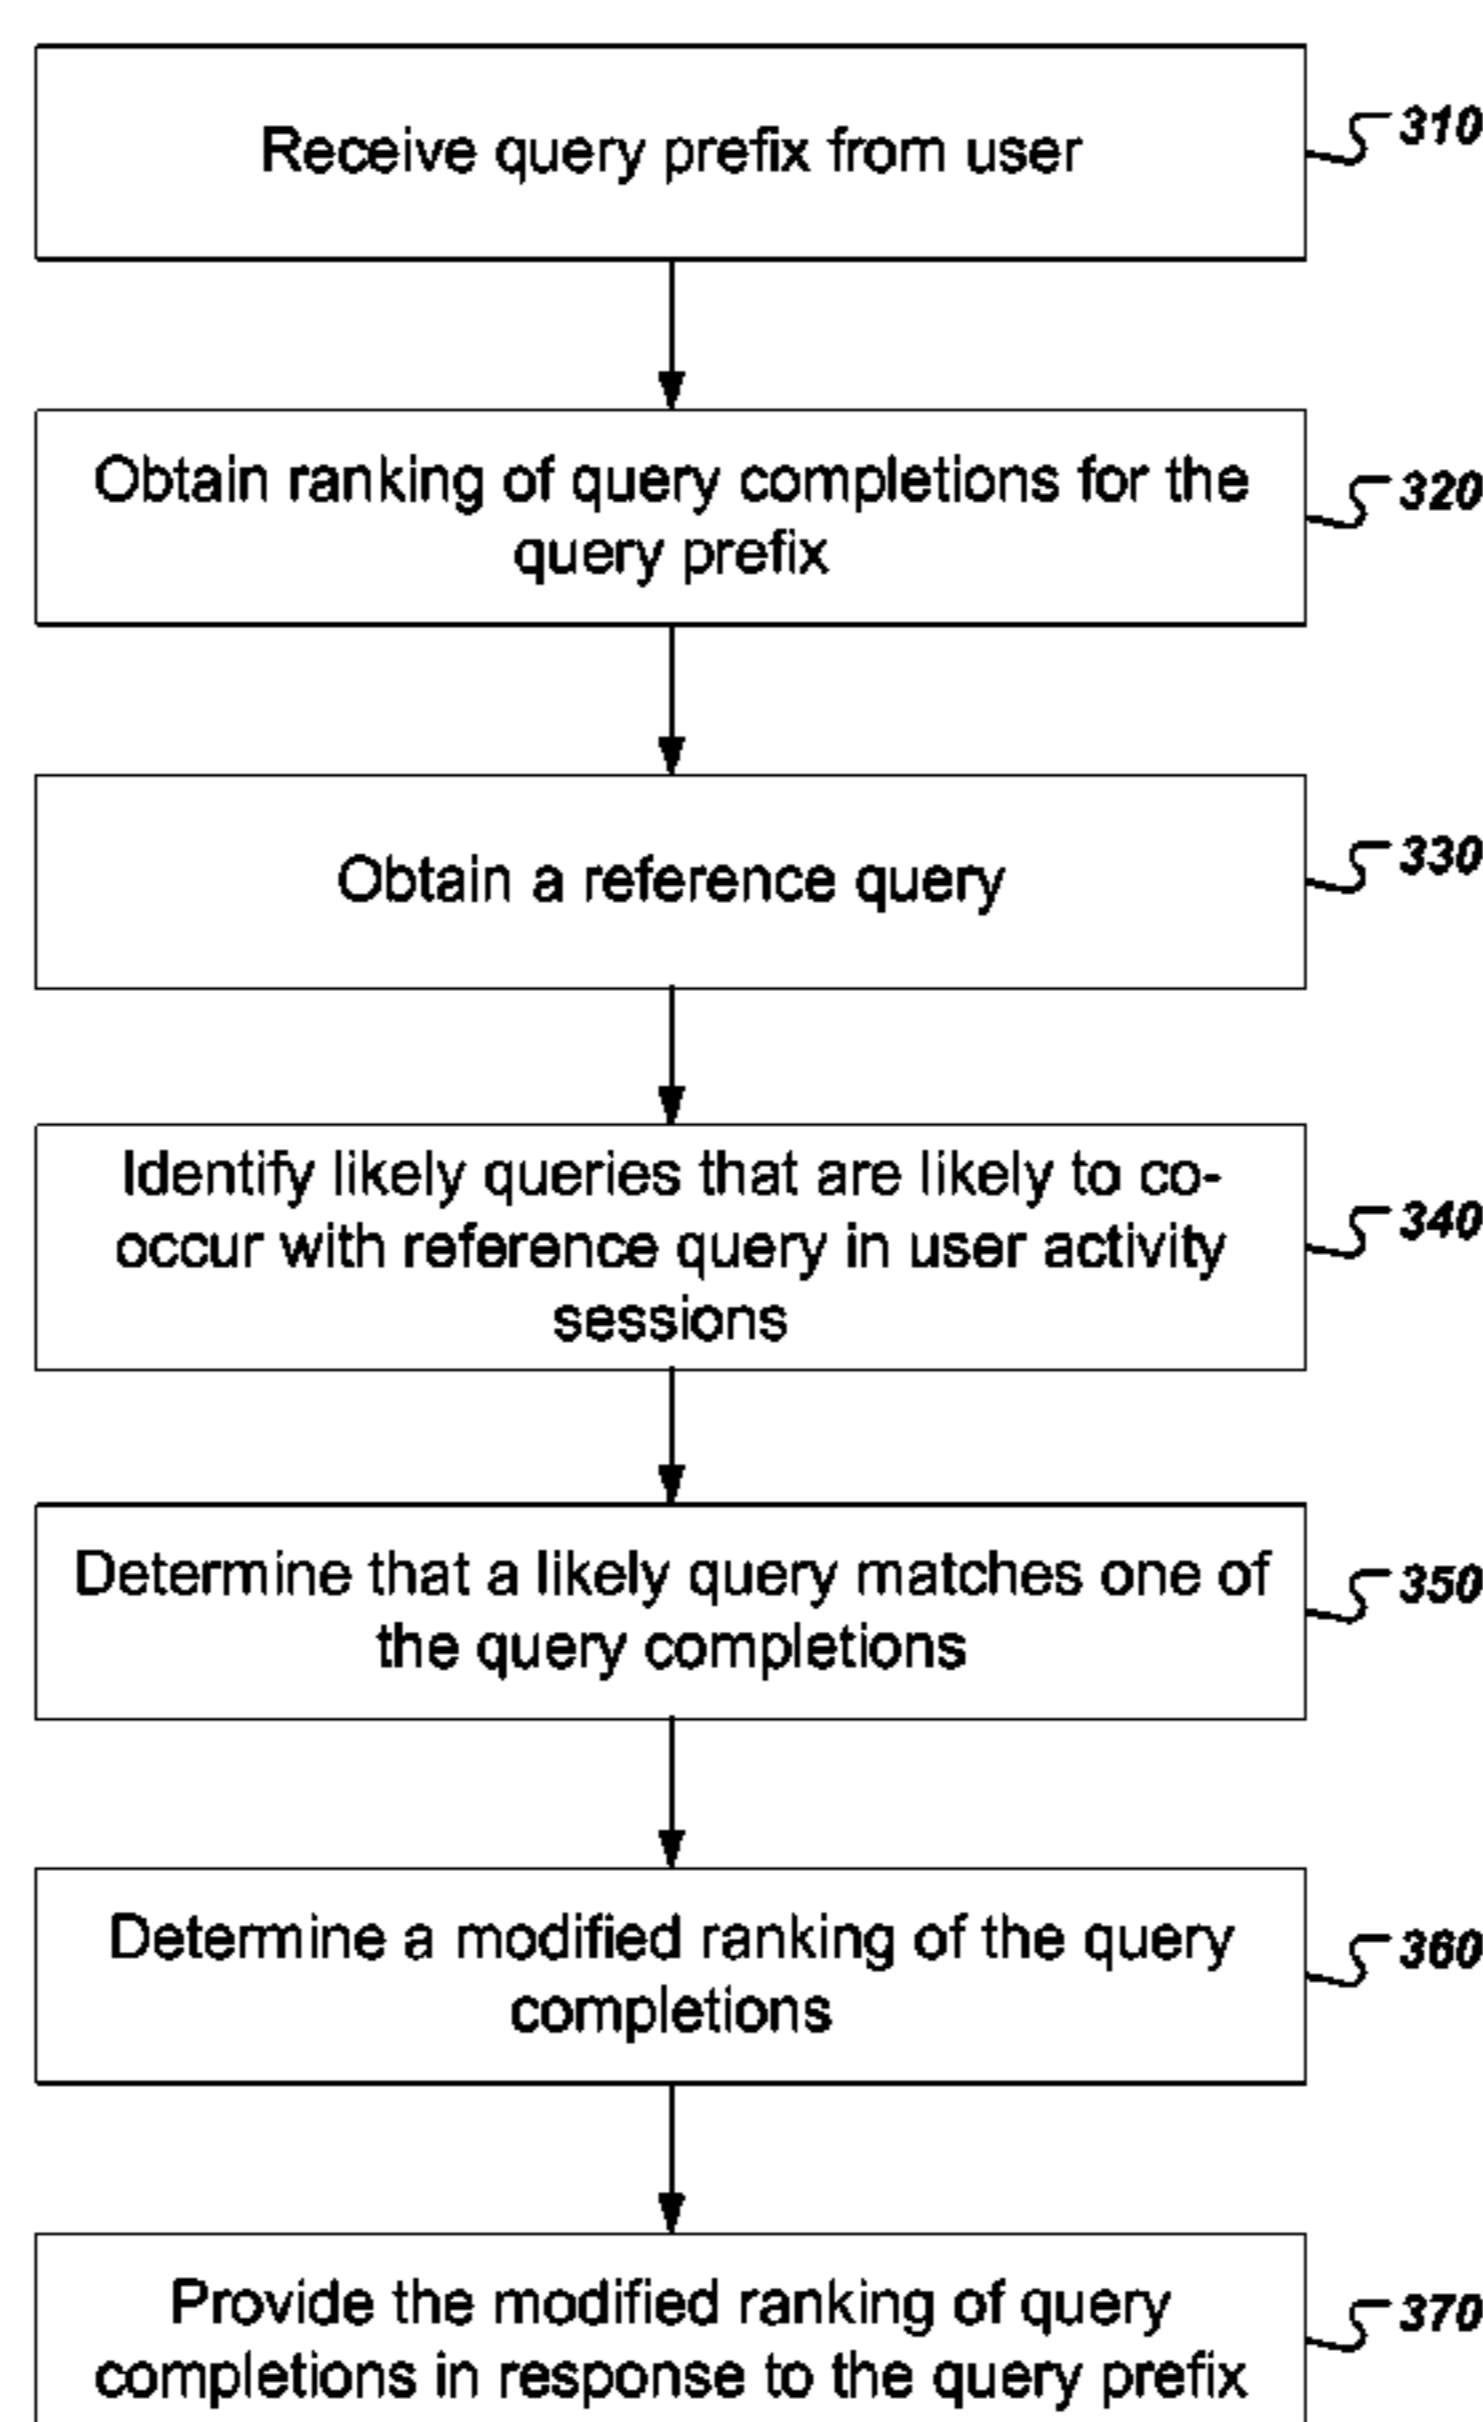 Receive query prefix from user
310
Obtain ranking of query completions for the
query prefix
320
Obtain a reference query
330
Identify likely queries that are likely to co-
occur with reference query in user activity
sessions
340
Determine that a likely query matches one of
the query completions
350
Determine a modified ranking of the query
completions
360
Provide the modified ranking of query
completions in response to the query prefix
370